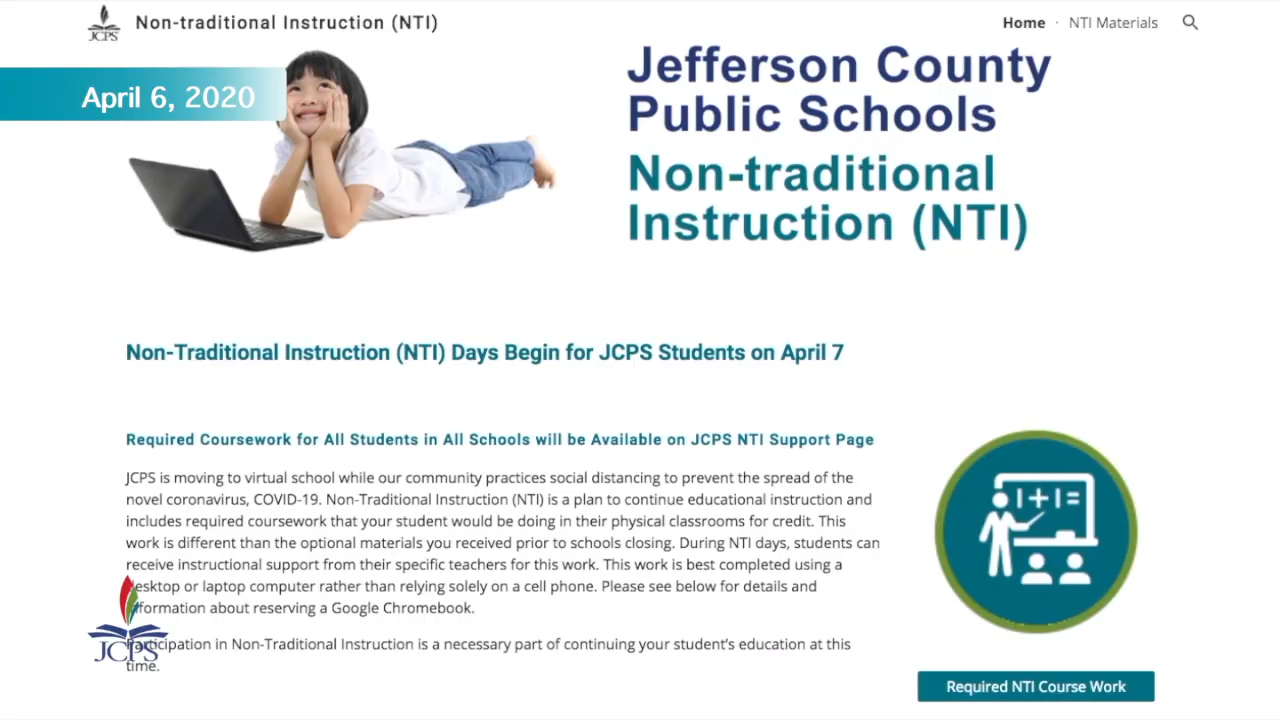 JCPS
Non-traditional Instruction (NTI)
Home · NTI Materials
April 6, 2020
Jefferson County
Public Schools
Non-traditional
Instruction (NTI)
Non-Traditional Instruction (NTI) Days Begin for JCPS Students on April 7
Required Coursework for All Students in All Schools will be Available on JCPS NTI Support Page
JCPS is moving to virtual school while our community practices social distancing to prevent the spread of the
novel coronavirus, COVID-19. Non-Traditional Instruction (NTI) is a plan to continue educational instruction and
includes required coursework that your student would be doing in their physical classrooms for credit. This
work is different than the optional materials you received prior to schools closing. During NTI days, students can
receive instructional support from their specific teachers for this work. This work is best completed using a
desktop or laptop computer rather than relying solely on a cell phone. Please see below for details and
information about reserving a Google Chromebook.
Participation in Non-Traditional Instruction is a necessary part of continuing your student's education at this
time.
JCPS
1+1=
Required NTI Course Work